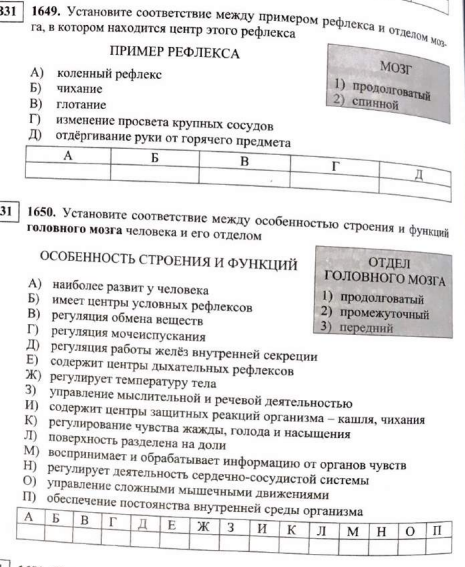 331 1649. Установите соответствие между примером рефлекса и отделом моз-
га, в котором находится центр этого рефлекса
ПРИМЕР РЕФЛЕКСА
МОЗГ
А) коленный рефлекс
Б) чихание
В) глотание
Г) изменение просвета крупных сосудов
Д) отдёргивание руки от горячего предмета
1) продолговатый
2) спинной
А Б В Г Д
31 1650. Установите соответствие между особенностью строения и функций
головного мозга человека и его отделом
ОСОБЕННОСТЬ СТРОЕНИЯ И ФУНКЦИЙ
ОТДЕЛ
ГОЛОВНОГО МОЗГА
1) продолговатый
2) промежуточный
3) передний
А) наиболее развит у человека
Б) имеет центры условных рефлексов
В) регуляция обмена веществ
Г) регуляция мочеиспускания
Д) регуляция работы желёз внутренней секреции
Е) содержит центры дыхательных рефлексов
Ж) регулирует температуру тела
З) управление мыслительной и речевой деятельностью
И) содержит центры защитных реакций организма – кашля, чихания
К) регулирование чувства жажды, голода и насыщения
Л) поверхность разделена на доли
М) воспринимает и обрабатывает информацию от органов чувств
Н) регулирует деятельность сердечно-сосудистой системы
О) управление сложными мышечными движениями
П) обеспечение постоянства внутренней среды организма
А Б В Г Д Е Ж З И К Л М Н О П